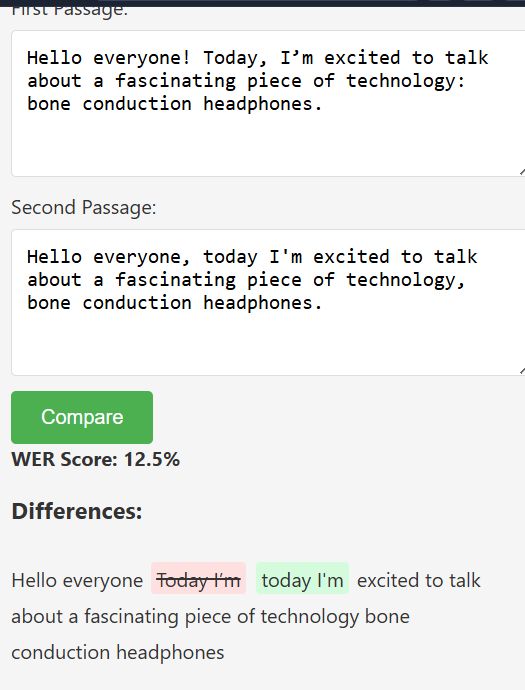 First Passage:
Hello everyone! Today, I’m excited to talk
about a fascinating piece of technology:
bone conduction headphones.
Second Passage:
Hello everyone, today I'm excited to talk
about a fascinating piece of technology,
bone conduction headphones.
Compare
WER Score: 12.5%
Differences:
Hello everyone Today I’m today I'm excited to talk
about a fascinating piece of technology bone
conduction headphones